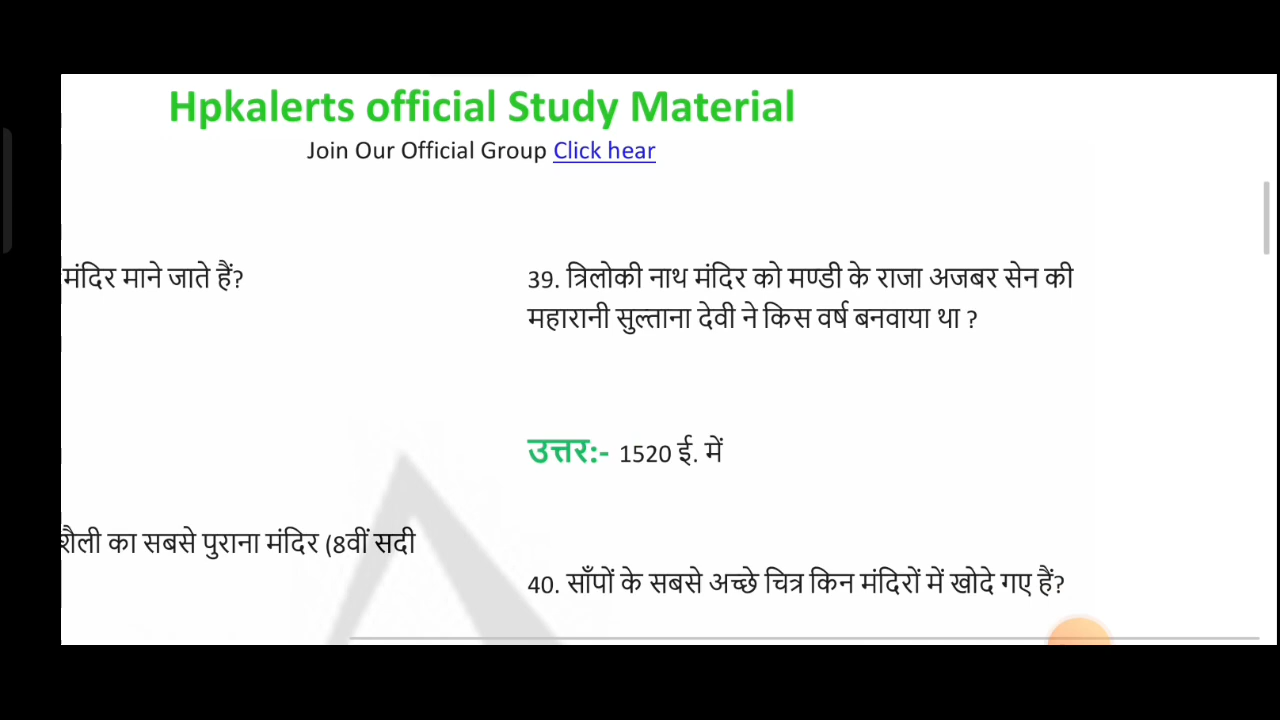 Hpkalerts official Study Material
Join Our Official Group Click hear
मंदिर माने जाते हैं?
शैली का सबसे पुराना मंदिर (8वीं सदी
39. त्रिलोकी नाथ मंदिर को मण्डी के राजा अजबर सेन की
महारानी सुल्ताना देवी ने किस वर्ष बनवाया था ?
उत्तर:- 1520 ई. में
40. साँपों के सबसे अच्छे चित्र किन मंदिरों में खोदे गए हैं?